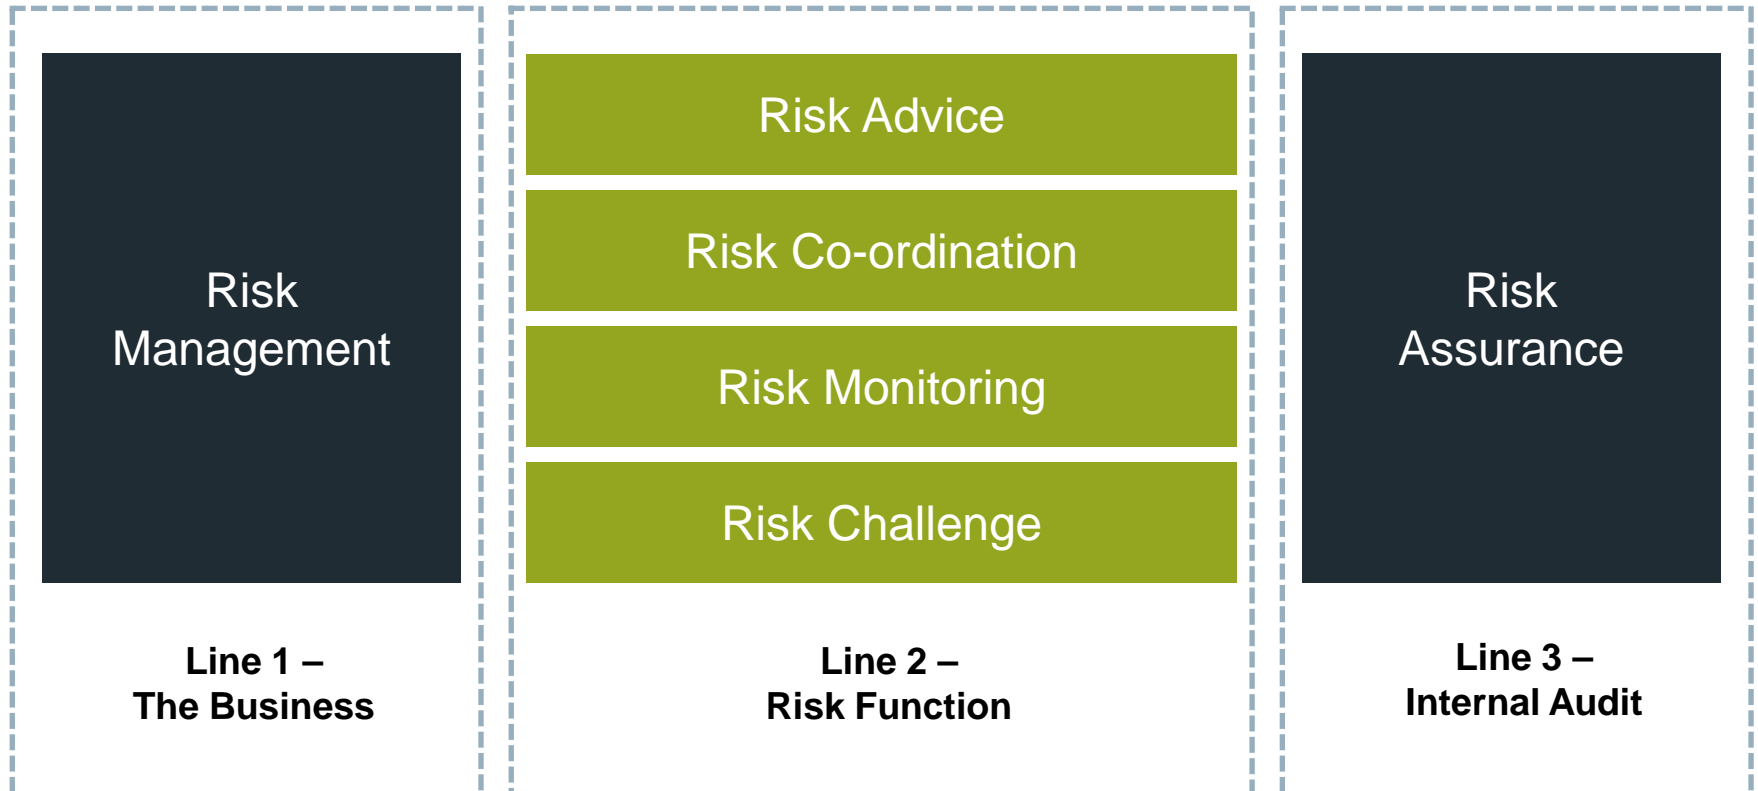 Risk
Management
Line 1 –
The Business
Risk Advice
Risk Co-ordination
Risk Monitoring
Risk Challenge
Line 2 –
Risk Function
Risk
Assurance
Line 3 –
Internal Audit